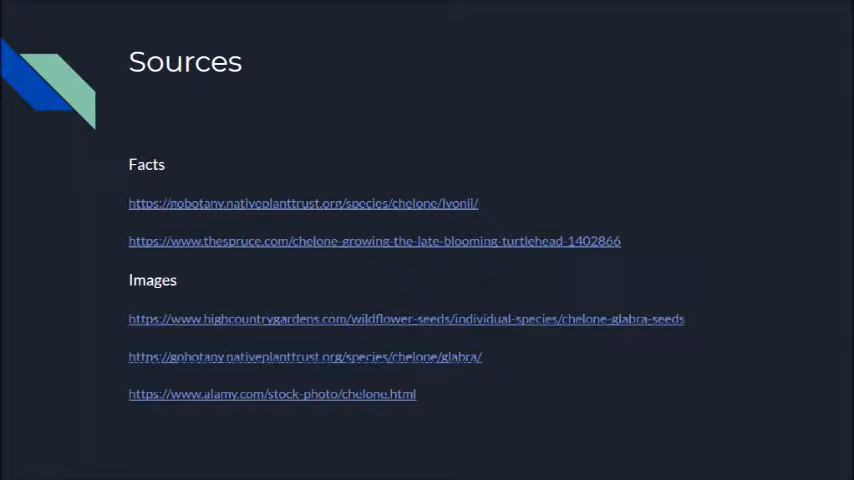 Sources
Facts
https://gobotany.nativeplanttrust.org/species/chelone/lyonii/
https://www.thespruce.com/chelone-growing-the-late-blooming-turtlehead-1402866
Images
https://www.highcountrygardens.com/wildflower-seeds/individual-species/chelone-glabra-seeds
https://gobotany.nativeplanttrust.org/species/chelone/glabra/
https://www.alamy.com/stock-photo/chelone.html